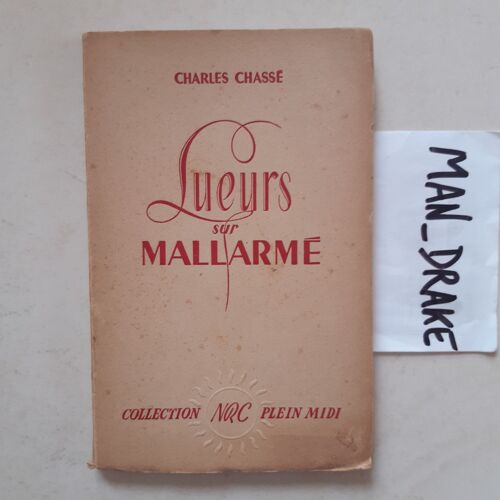 CHARLES CHASSÉ
Lueurs
sur
MALLARMÉ
COLLECTION NRC PLEIN MIDI
MAN_DRAKE